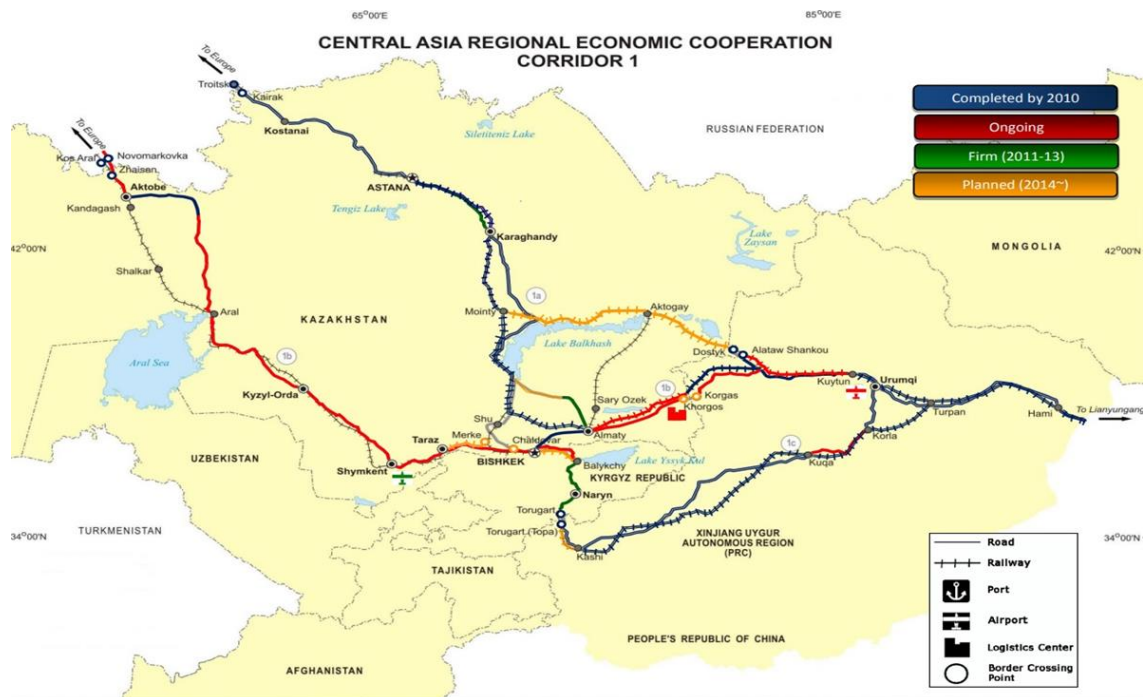 65°00'E
85°00'E
CENTRAL ASIA REGIONAL ECONOMIC COOPERATION
CORRIDOR 1
To Europe
Troitsk
Kairak
Kostanai
Siletiteniz Lake
RUSSIAN FEDERATION
Completed by 2010
Ongoing
Firm (2011-13)
Planned (2014~)
To Europe
Kos Aral
Novomarkovka
Zhaisen
Aktobe
Kandagash
ASTANA
Tengiz Lake
Karaghandy
Lake
Zaysan
MONGOLIA
42°00'N
42°00'N
Shalkar
Aral
KAZAKHSTAN
Mointy
1a
Aktogay
Lake Balkhash
Dostyk
Alataw Shankou
Aral Sea
1b
Kyzyl-Orda
Sary Ozek
1b
Korgas
Khorgos
Kuytun
Urumqi
Turpan
Hami
To Lianyungang
Shu
Almaty
Taraz
Merke
Chaldovar
BISHKEK
Shymkent
UZBEKISTAN
Balykchy
Lake Yssyk Kul
KYRGYZ REPUBLIC
Naryn
1c
Kuqa
Korla
Torugart
Torugart (Topa)
Kashi
XINJIANG UYGUR
AUTONOMOUS REGION
(PRC)
TURKMENISTAN
34°00'N
34°00'N
TAJIKISTAN
AFGHANISTAN
PEOPLE'S REPUBLIC OF CHINA
Road
Railway
Port
Airport
Logistics Center
Border Crossing
Point